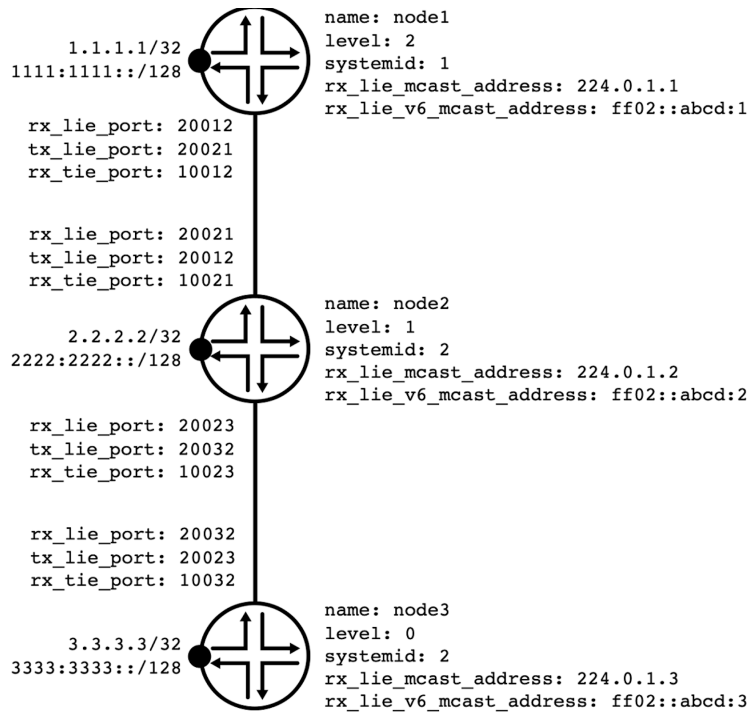 name: node1
1.1.1.1/32
level: 2
1111:1111::/128
systemid: 1
rx_lie_mcast_address: 224.0.1.1
rx_lie_v6_mcast_address: ff02::abcd:1
rx_lie_port: 20012
tx_lie_port: 20021
rx_tie_port: 10012
rx_lie_port: 20021
tx_lie_port: 20012
rx_tie_port: 10021
name: node2
2.2.2.2/32
level: 1
2222:2222::/128
systemid: 2
rx_lie_mcast_address: 224.0.1.2
rx_lie_v6_mcast_address: ff02::abcd:2
rx_lie_port: 20023
tx_lie_port: 20032
rx_tie_port: 10023
rx_lie_port: 20032
tx_lie_port: 20023
rx_tie_port: 10032
name: node3
3.3.3.3/32
level: 0
3333:3333::/128
systemid: 2
rx_lie_mcast_address: 224.0.1.3
rx_lie_v6_mcast_address: ff02::abcd:3